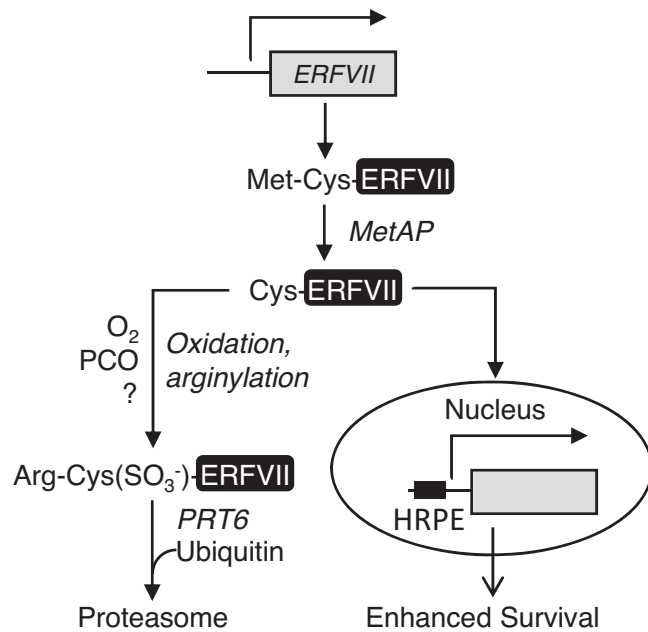 ERFVII
Met-Cys-ERFVII
MetAP
Cys-ERFVII
O₂
PCO
?
Oxidation,
arginylation
Arg-Cys(SO₃⁻)-ERFVII
PRT6
Ubiquitin
Proteasome
Nucleus
HRPE
Enhanced Survival